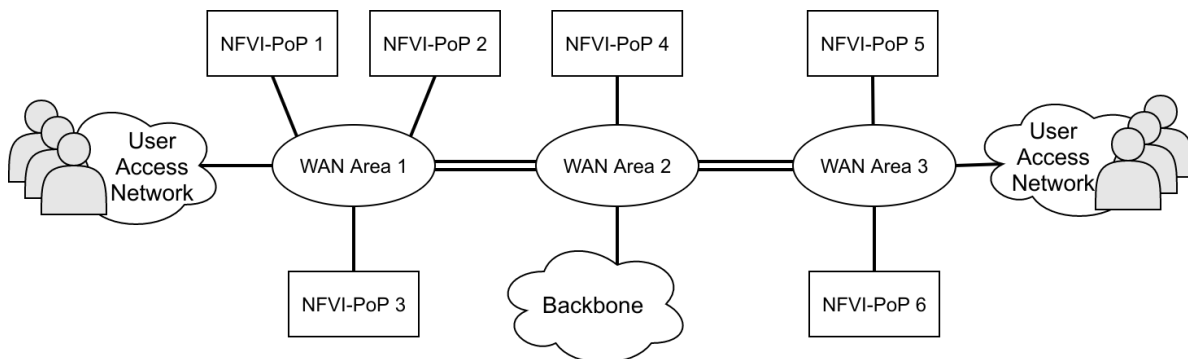 NFVI-PoP 1
NFVI-PoP 2
NFVI-PoP 4
NFVI-PoP 5
User
Access
Network
WAN Area 1
WAN Area 2
WAN Area 3
User
Access
Network
NFVI-PoP 3
Backbone
NFVI-PoP 6